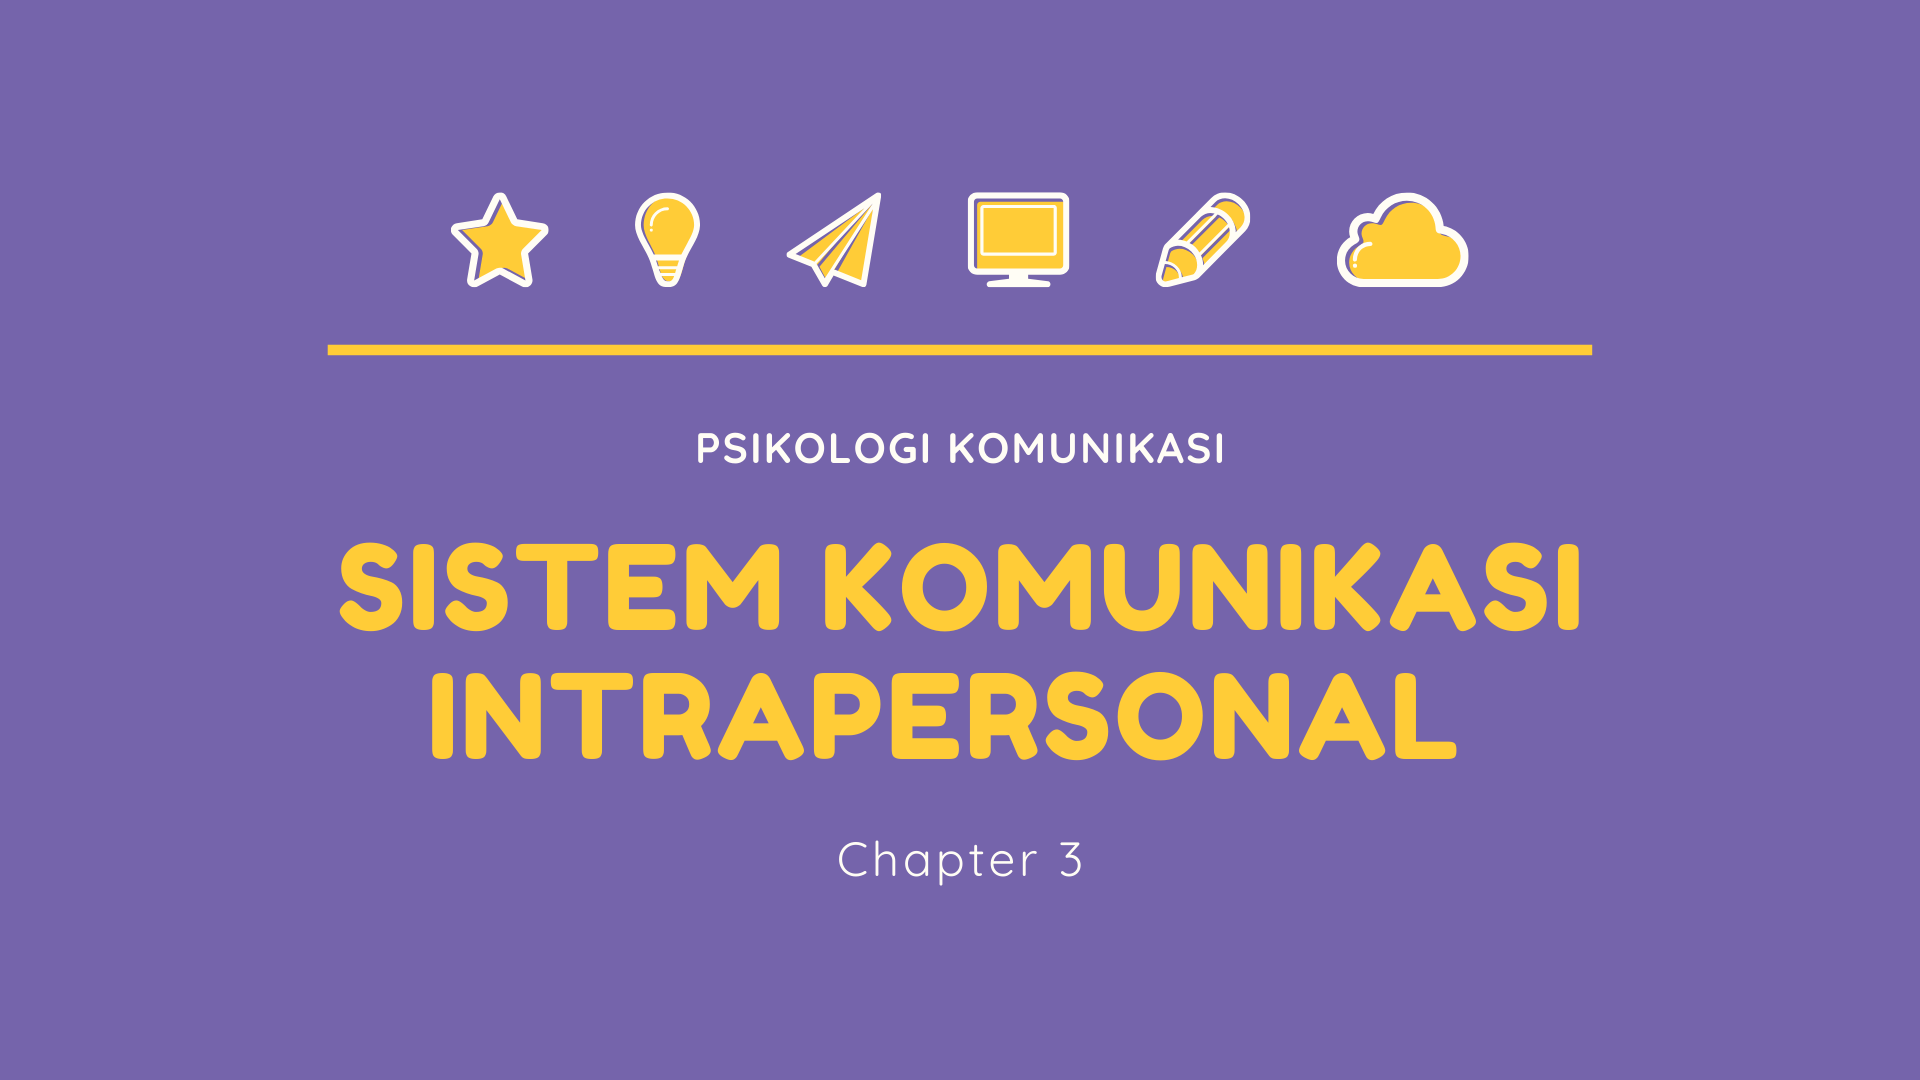 PSIKOLOGI KOMUNIKASI
SISTEM KOMUNIKASI
INTRAPERSONAL
Chapter 3